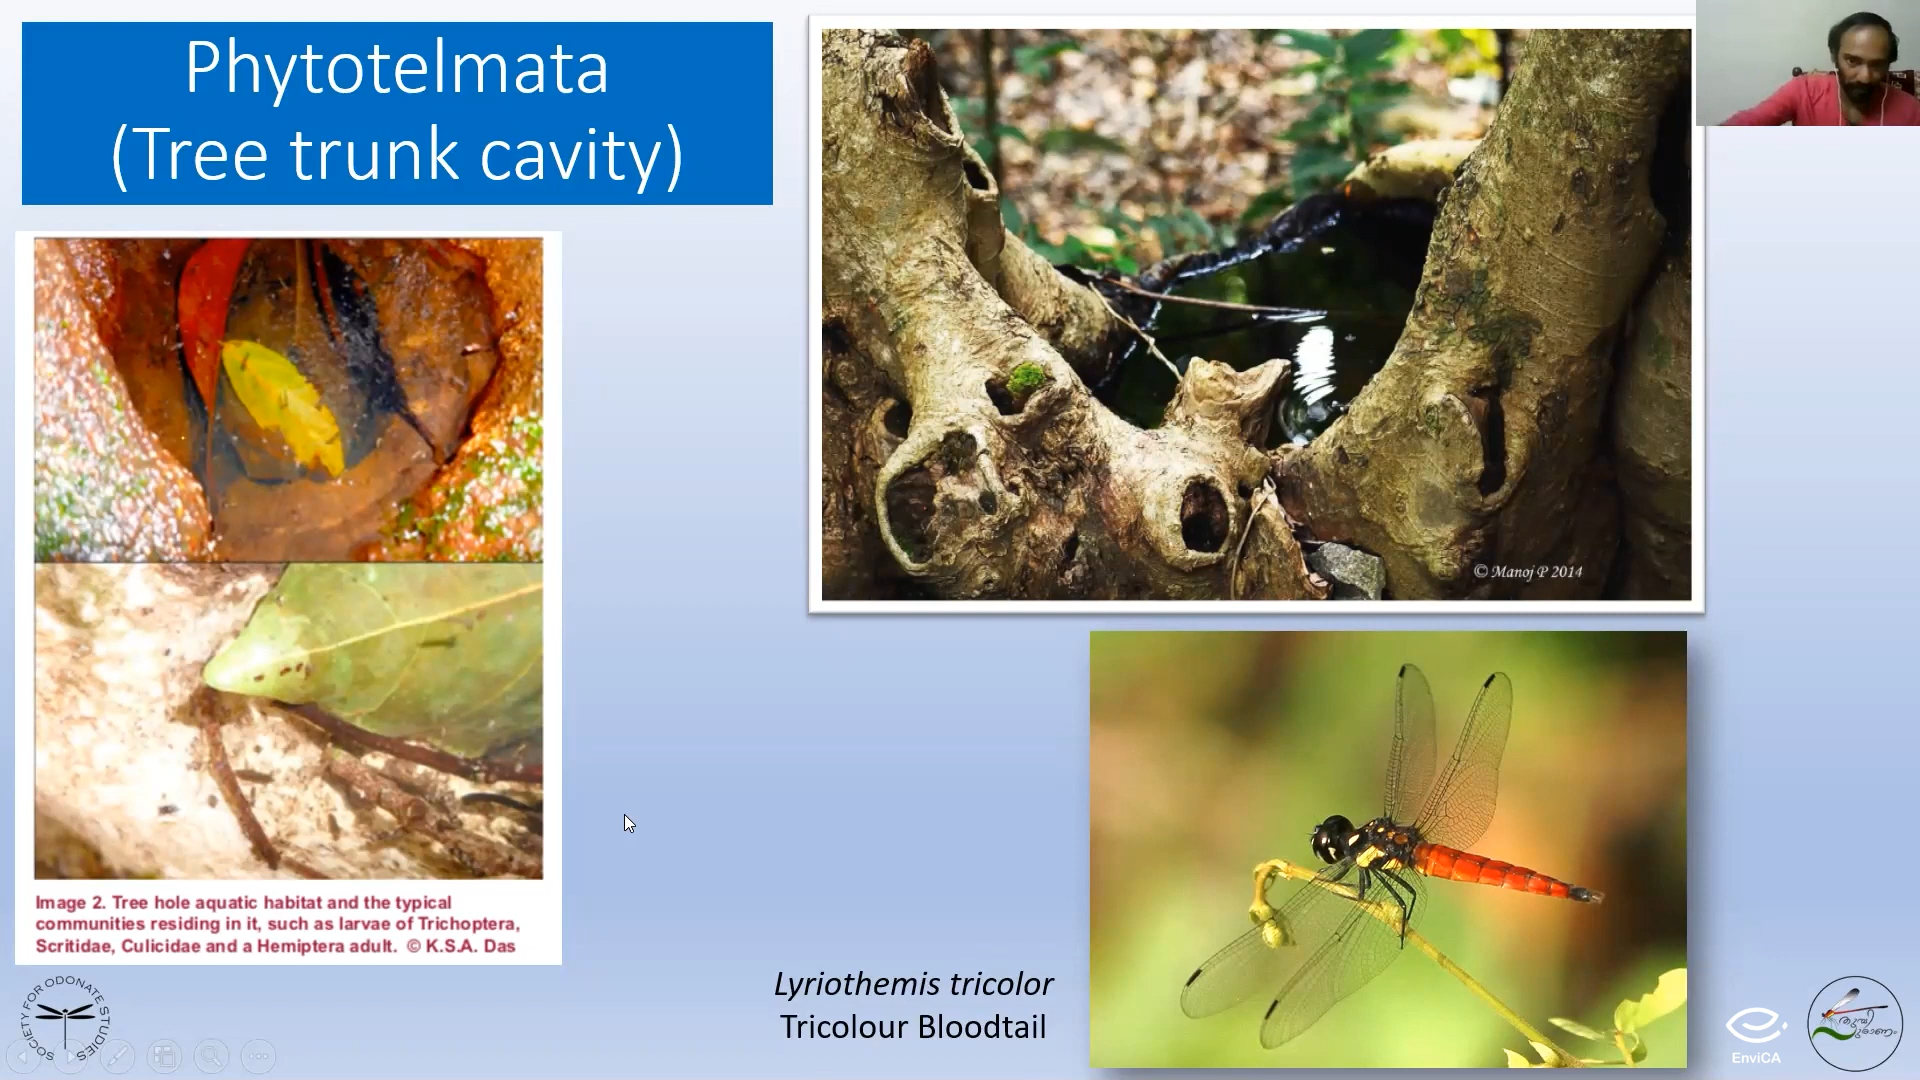 Phytotelmata
(Tree trunk cavity)
© Manoj P 2014
Image 2. Tree hole aquatic habitat and the typical
communities residing in it, such as larvae of Trichoptera,
Scritidae, Culicidae and a Hemiptera adult. © K.S.A. Das
Lyriothemis tricolor
Tricolour Bloodtail
SOCIETY FOR ODONATE STUDIES
EnviCA